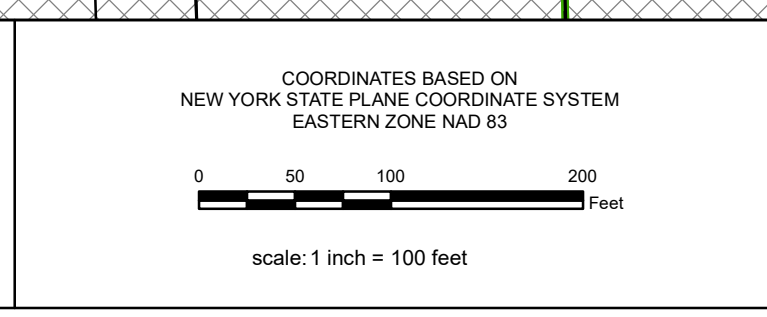 COORDINATES BASED ON
NEW YORK STATE PLANE COORDINATE SYSTEM
EASTERN ZONE NAD 83
0 50 100 200
Feet
scale: 1 inch = 100 feet